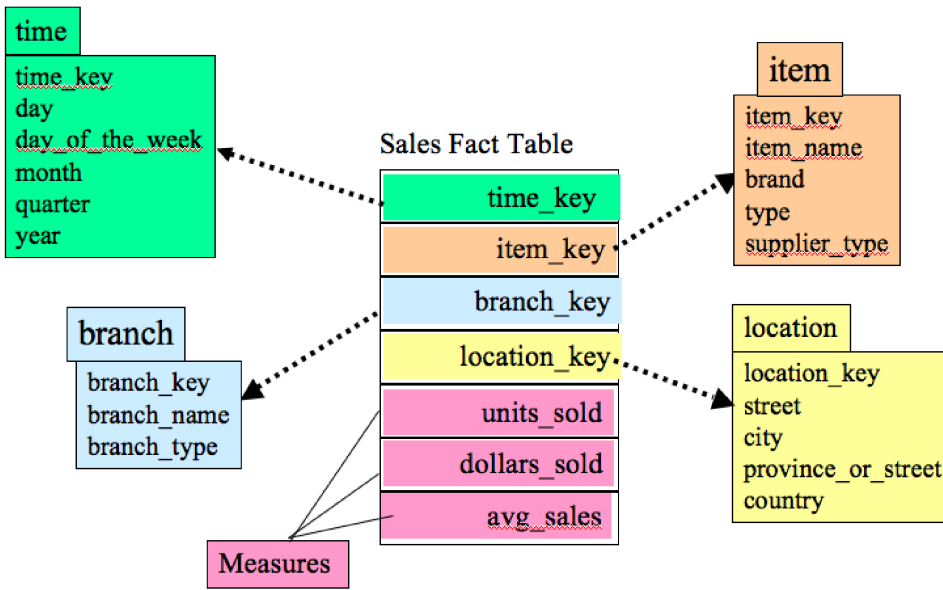 time
time_key
day
day_of_the_week
month
quarter
year
item
item_key
item_name
brand
type
supplier_type
Sales Fact Table
time_key
item_key
branch_key
location_key
units_sold
dollars_sold
avg_sales
branch
branch_key
branch_name
branch_type
location
location_key
street
city
province_or_street
country
Measures